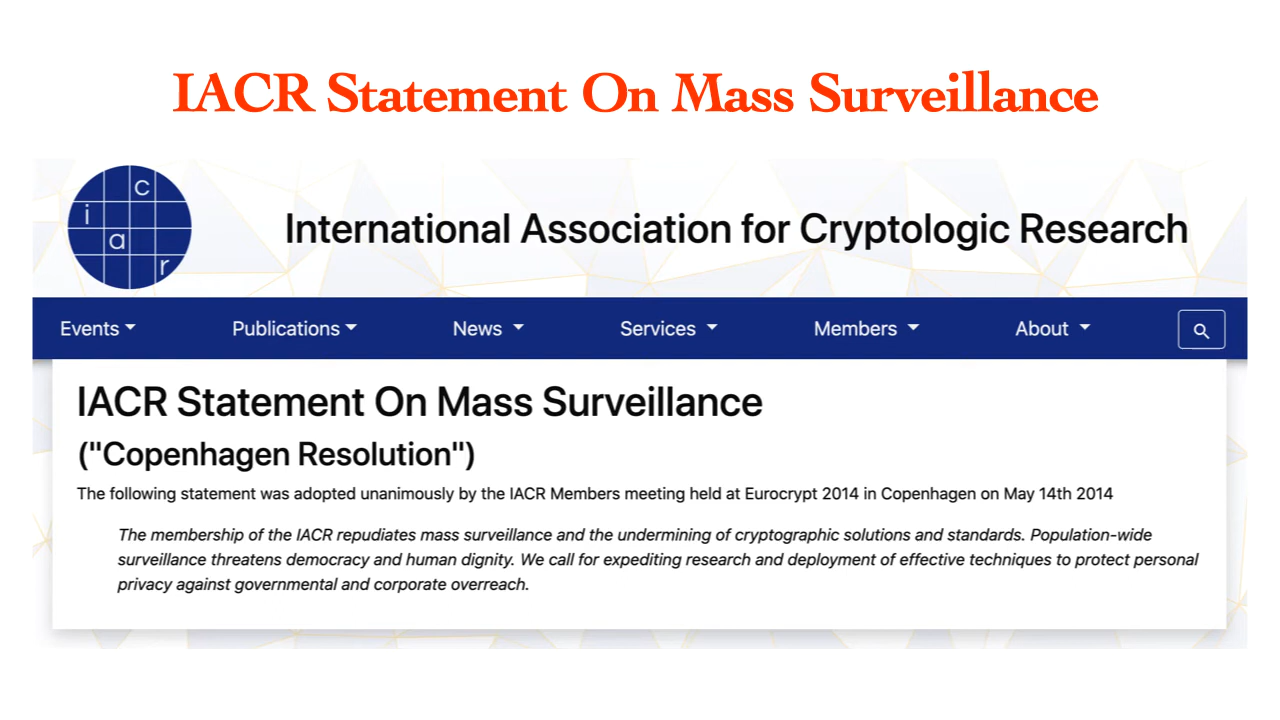 IACR Statement On Mass Surveillance
c
i
a
r
International Association for Cryptologic Research
Events Publications News Services Members About
IACR Statement On Mass Surveillance
("Copenhagen Resolution")
The following statement was adopted unanimously by the IACR Members meeting held at Eurocrypt 2014 in Copenhagen on May 14th 2014
The membership of the IACR repudiates mass surveillance and the undermining of cryptographic solutions and standards. Population-wide
surveillance threatens democracy and human dignity. We call for expediting research and deployment of effective techniques to protect personal
privacy against governmental and corporate overreach.